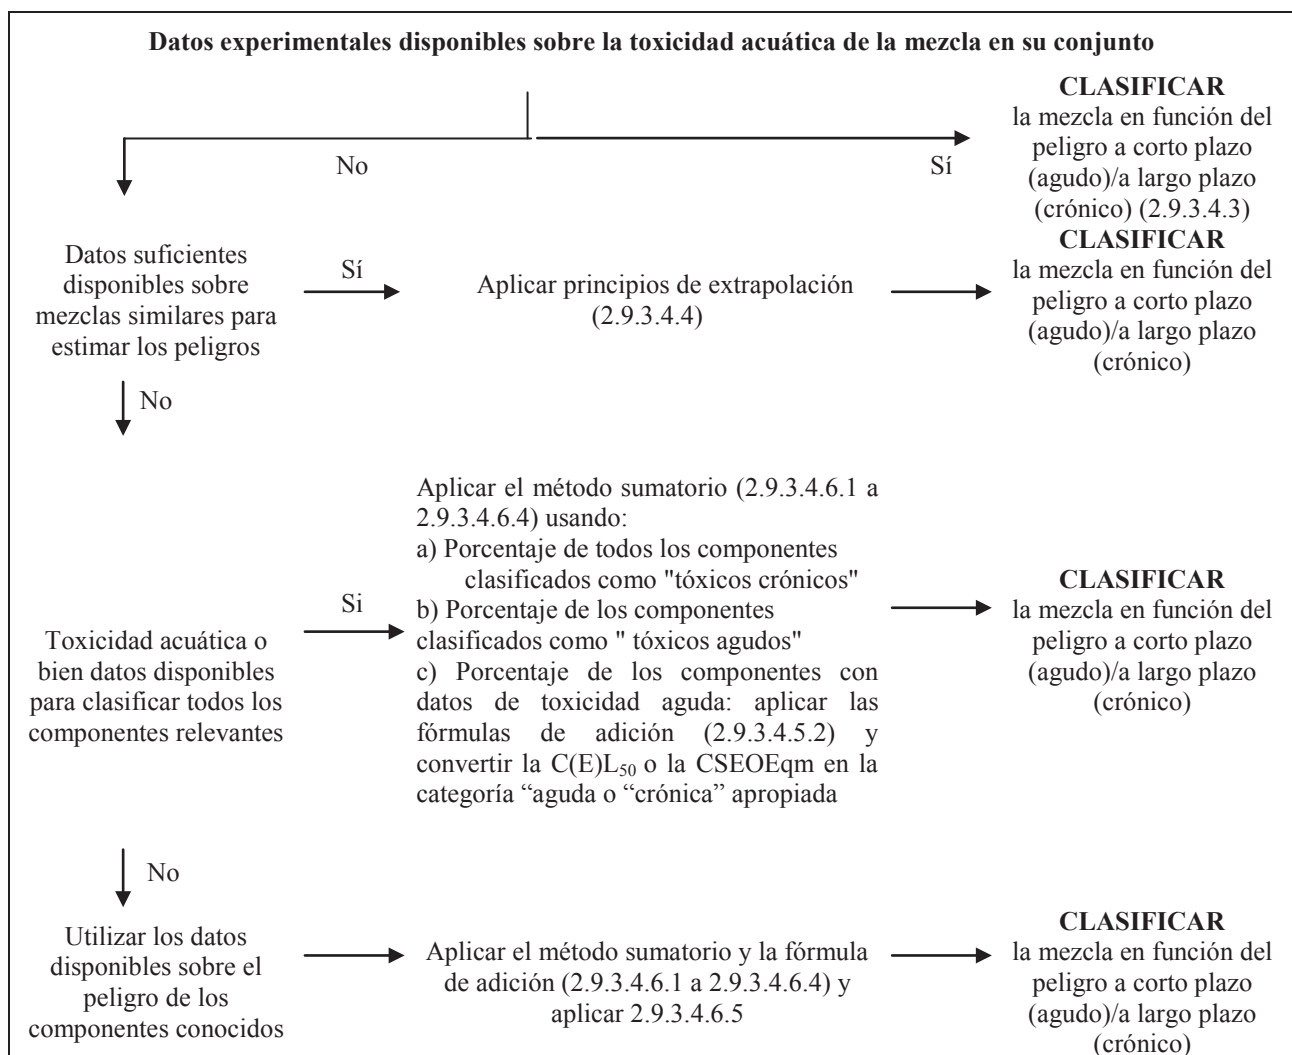 Datos experimentales disponibles sobre la toxicidad acuática de la mezcla en su conjunto
CLASIFICAR
la mezcla en función del
peligro a corto plazo
(agudo)/a largo plazo
(crónico) (2.9.3.4.3)
No
Sí
Datos suficientes
disponibles sobre
mezclas similares para
estimar los peligros
Sí
Aplicar principios de extrapolación
(2.9.3.4.4)
CLASIFICAR
la mezcla en función del
peligro a corto plazo
(agudo)/a largo plazo
(crónico)
No
Toxicidad acuática o
bien datos disponibles
para clasificar todos los
componentes relevantes
Si
Aplicar el método sumatorio (2.9.3.4.6.1 a
2.9.3.4.6.4) usando:
a) Porcentaje de todos los componentes
clasificados como "tóxicos crónicos"
b) Porcentaje de los componentes
clasificados como " tóxicos agudos"
c) Porcentaje de los componentes con
datos de toxicidad aguda: aplicar las
fórmulas de adición (2.9.3.4.5.2) y
convertir la C(E)L50 o la CSEOEqm en la
categoría “aguda o “crónica” apropiada
CLASIFICAR
la mezcla en función del
peligro a corto plazo
(agudo)/a largo plazo
(crónico)
No
Utilizar los datos
disponibles sobre el
peligro de los
componentes conocidos
Aplicar el método sumatorio y la fórmula
de adición (2.9.3.4.6.1 a 2.9.3.4.6.4) y
aplicar 2.9.3.4.6.5
CLASIFICAR
la mezcla en función del
peligro a corto plazo
(agudo)/a largo plazo
(crónico)